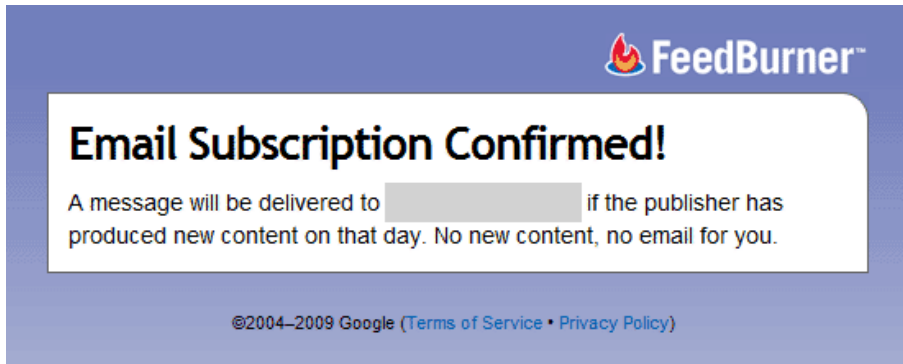 FeedBurner™
Email Subscription Confirmed!
A message will be delivered to if the publisher has
produced new content on that day. No new content, no email for you.
©2004–2009 Google (Terms of Service • Privacy Policy)